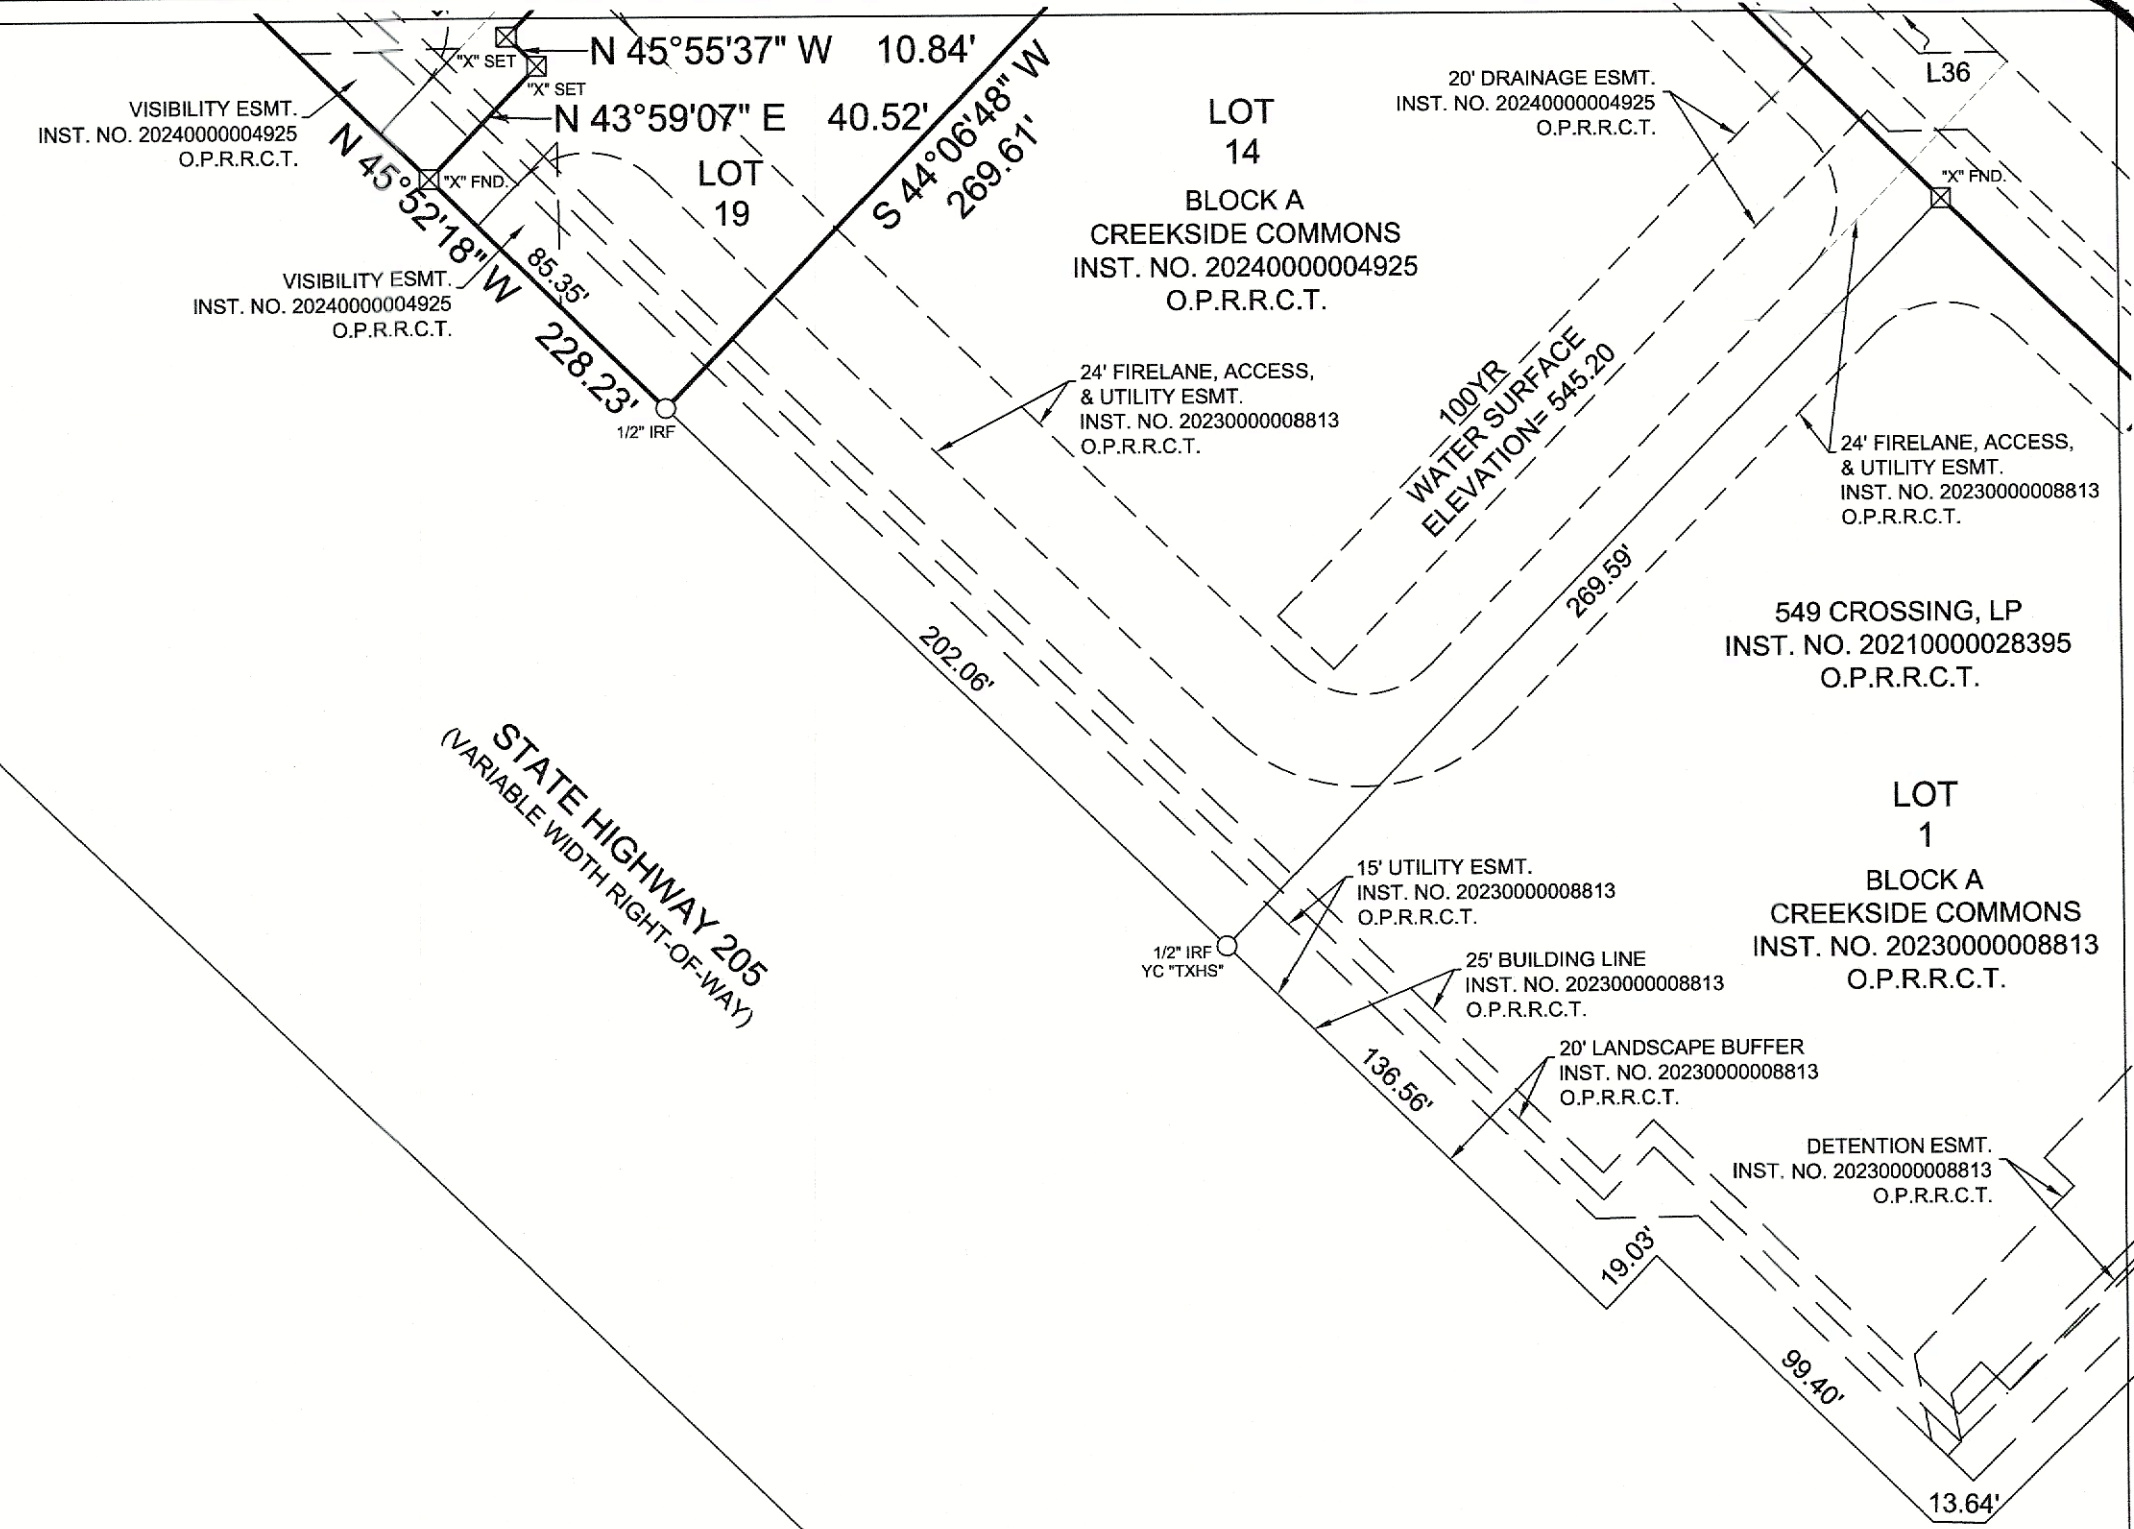 N 45°55'37" W 10.84'
"X" SET
"X" SET
N 43°59'07" E 40.52'
VISIBILITY ESMT.
INST. NO. 20240000004925
O.P.R.R.C.T.
"X" FND.
N 45°52'18" W 228.23'
LOT
19
85.35'
VISIBILITY ESMT.
INST. NO. 20240000004925
O.P.R.R.C.T.
1/2" IRF
S 44°06'48" W
269.61'
LOT
14
BLOCK A
CREEKSIDE COMMONS
INST. NO. 20240000004925
O.P.R.R.C.T.
20' DRAINAGE ESMT.
INST. NO. 20240000004925
O.P.R.R.C.T.
L36
"X" FND.
24' FIRELANE, ACCESS,
& UTILITY ESMT.
INST. NO. 20230000008813
O.P.R.R.C.T.
100YR
WATER SURFACE
ELEVATION= 545.20
24' FIRELANE, ACCESS,
& UTILITY ESMT.
INST. NO. 20230000008813
O.P.R.R.C.T.
269.59'
202.06'
549 CROSSING, LP
INST. NO. 20210000028395
O.P.R.R.C.T.
STATE HIGHWAY 205
(VARIABLE WIDTH RIGHT-OF-WAY)
LOT
1
BLOCK A
CREEKSIDE COMMONS
INST. NO. 20230000008813
O.P.R.R.C.T.
15' UTILITY ESMT.
INST. NO. 20230000008813
O.P.R.R.C.T.
1/2" IRF
YC "TXHS"
25' BUILDING LINE
INST. NO. 20230000008813
O.P.R.R.C.T.
20' LANDSCAPE BUFFER
INST. NO. 20230000008813
O.P.R.R.C.T.
136.56'
DETENTION ESMT.
INST. NO. 20230000008813
O.P.R.R.C.T.
19.03'
99.40'
13.64'